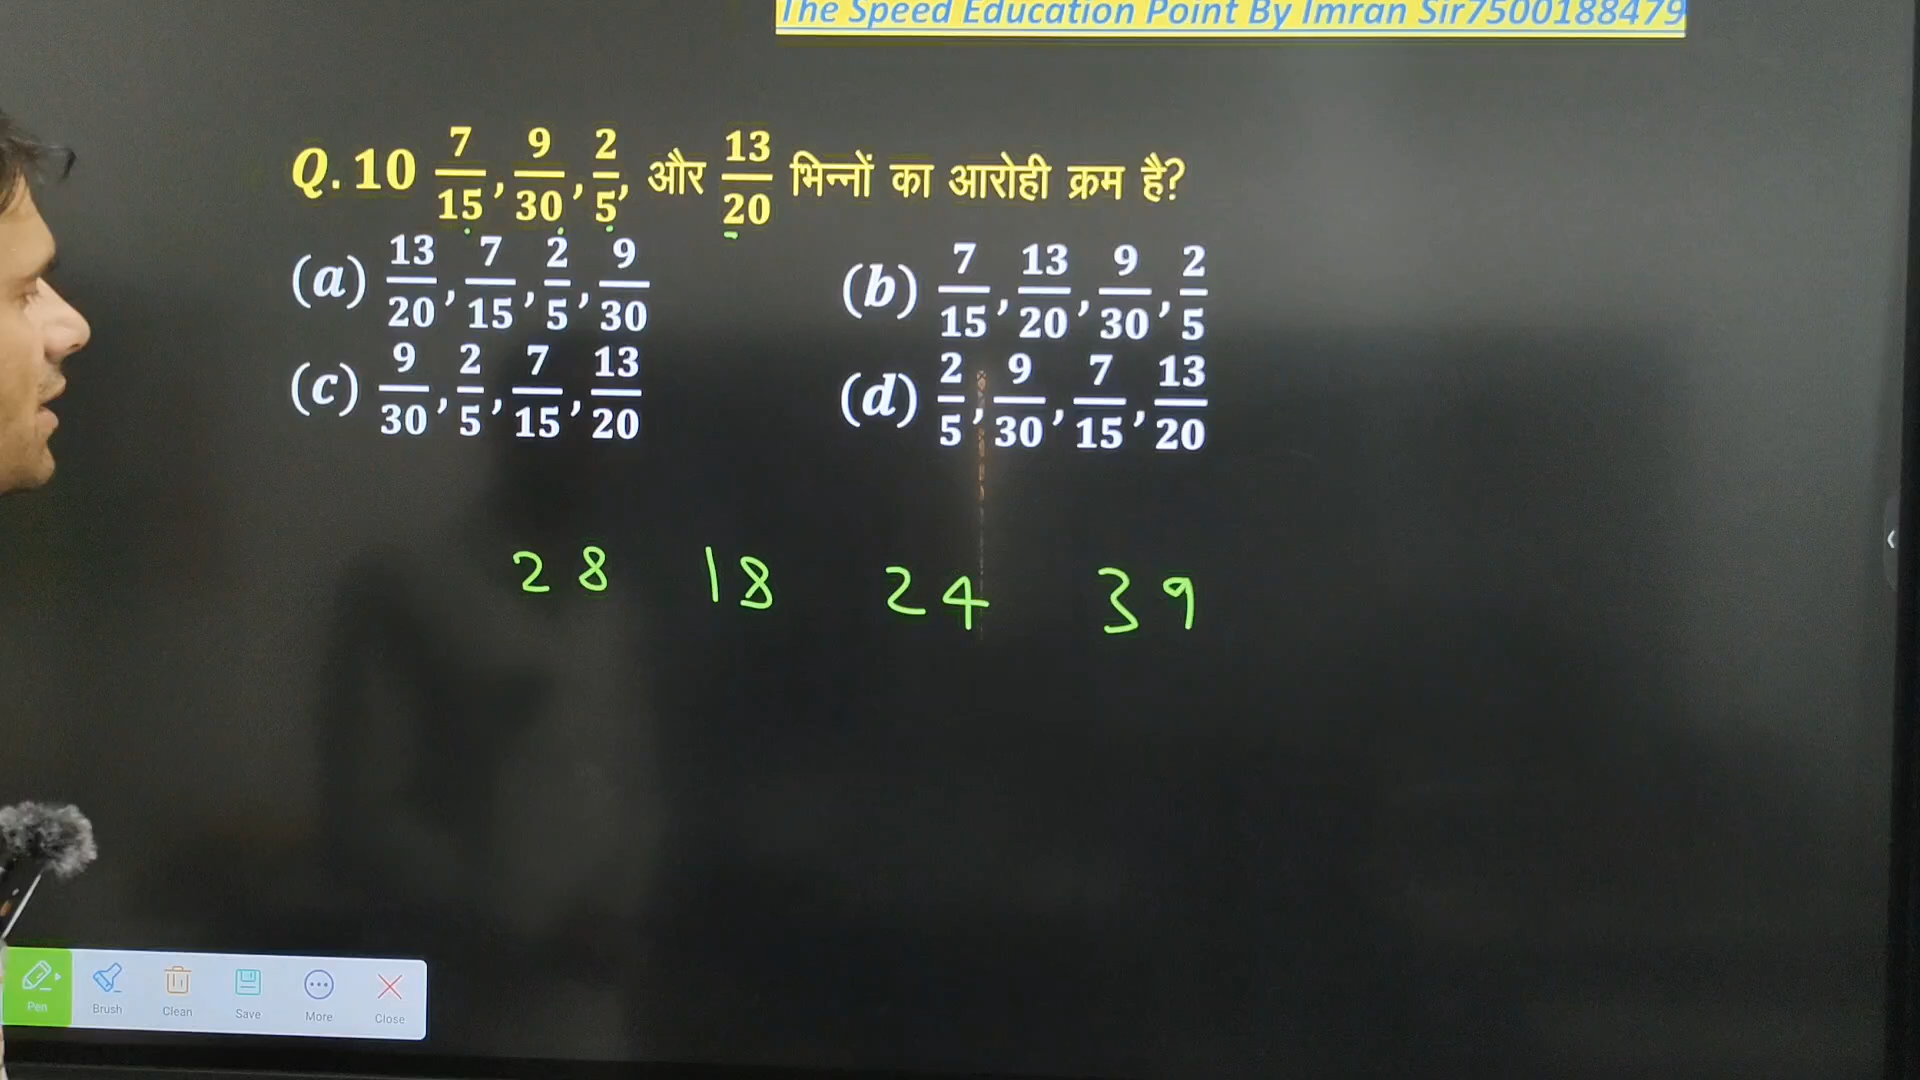 The Speed Education Point By Imran Sir7500188479
Q.10 7/15, 9/30, 2/5, और 13/20 भिन्नों का आरोही क्रम है?
(a) 13/20, 7/15, 2/5, 9/30 (b) 7/15, 13/20, 9/30, 2/5
(c) 9/30, 2/5, 7/15, 13/20 (d) 2/5, 9/30, 7/15, 13/20
28 18 24 39
Pen Brush Clean Save More Close